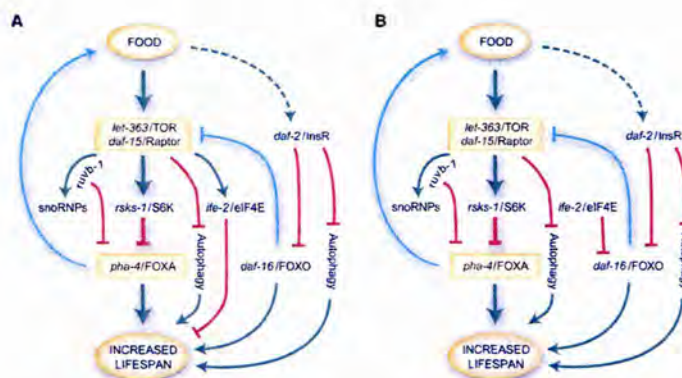 A
FOOD
let-363/TOR
daf-15/Raptor
daf-2/InsR
ruvb-1
snoRNPs
rsks-1/S6K
ife-2/eIF4E
Autophagy
Autophagy
pha-4/FOXA
daf-16/FOXO
INCREASED
LIFESPAN
B
FOOD
let-363/TOR
daf-15/Raptor
daf-2/InsR
ruvb-1
snoRNPs
rsks-1/S6K
ife-2/eIF4E
Autophagy
Autophagy
pha-4/FOXA
daf-16/FOXO
INCREASED
LIFESPAN